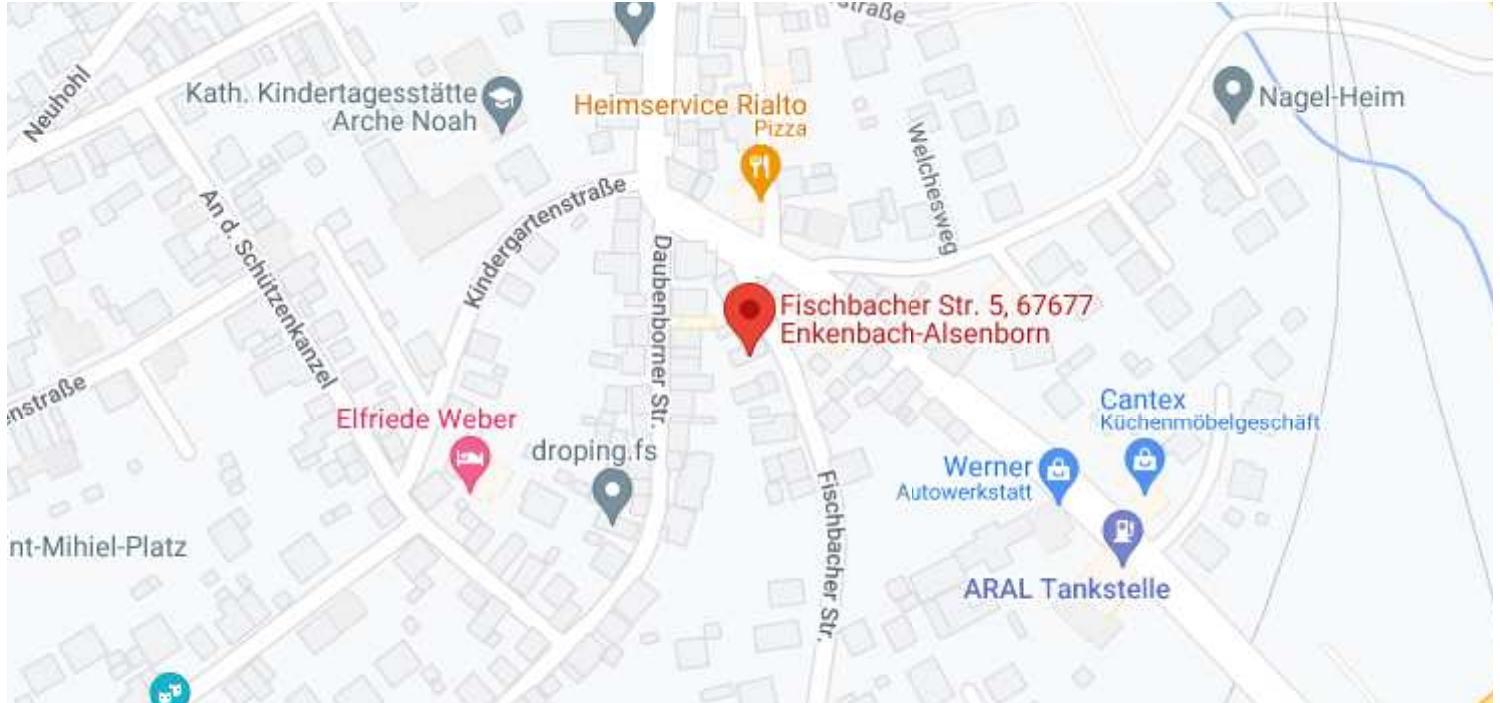 straße
Neuhohl
Kath. Kindertagesstätte
Arche Noah
Heimservice Rialto
Pizza
Nagel-Heim
Welchesweg
An d. Schützenkanzel
Kindergartenstraße
Daubenborner Str.
Fischbacher Str. 5, 67677
Enkenbach-Alsenborn
enstraße
Elfriede Weber
droping.fs
Cantex
Küchenmöbelgeschäft
Werner
Autowerkstatt
Fischbacher Str.
nt-Mihiel-Platz
ARAL Tankstelle